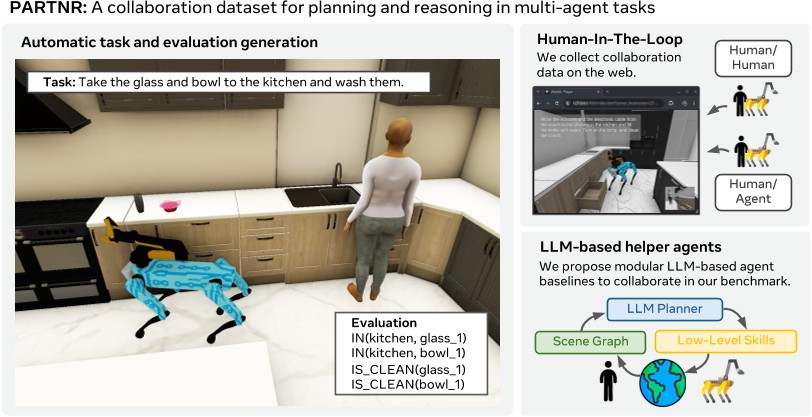 PARTNR: A collaboration dataset for planning and reasoning in multi-agent tasks
Automatic task and evaluation generation
Task: Take the glass and bowl to the kitchen and wash them.
Evaluation
IN(kitchen, glass_1)
IN(kitchen, bowl_1)
IS_CLEAN(glass_1)
IS_CLEAN(bowl_1)
Human-In-The-Loop
We collect collaboration
data on the web.
Human/
Human
Human/
Agent
LLM-based helper agents
We propose modular LLM-based agent
baselines to collaborate in our benchmark.
LLM Planner
Scene Graph
Low-Level Skills